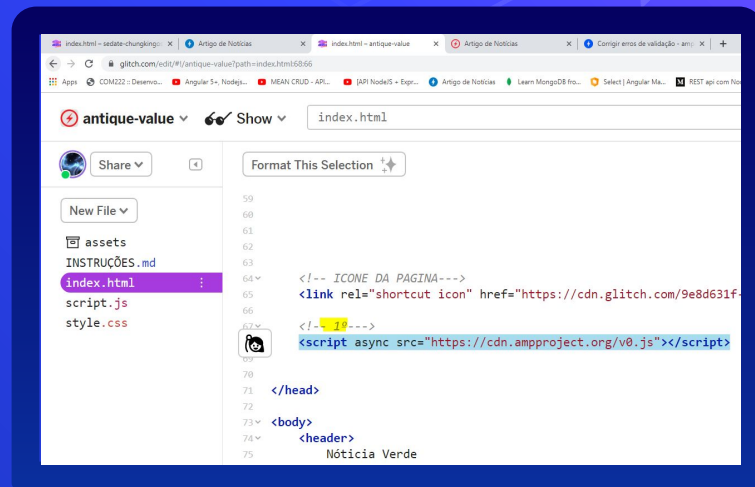 index.html – sedate-chungkingo
Artigo de Notícias
index.html – antique-value
Artigo de Notícias
Corrigir erros de validação - amp
glitch.com/edit/#!/antique-value?path=index.html:68:66
Apps COM222 :: Desenvo... Angular 5+, Nodejs... MEAN CRUD - API... [API NodeJS + Expr... Artigo de Notícias Learn MongoDB fro... Select | Angular Ma... REST api com Nod
antique-value Show index.html
Share Format This Selection
New File
assets
INSTRUÇÕES.md
index.html
script.js
style.css
59
60
61
62
63
64 <!-- ICONE DA PAGINA--->
65 <link rel="shortcut icon" href="https://cdn.glitch.com/9e8d631f-
66
67 <!-- 1º--->
<script async src="https://cdn.ampproject.org/v0.js"></script>
69
70
71 </head>
72
73 <body>
74 <header>
75 Nóticia Verde